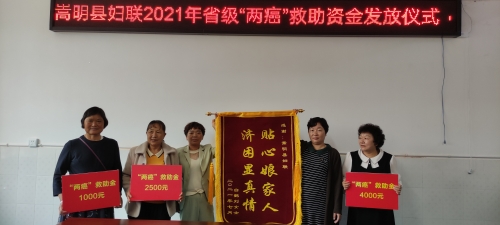 嵩明县妇联2021年省级“两癌”救助资金发放仪式
“两癌”救助金
1000元
“两癌”救助金
2500元
贴心娘家人
济困显真情
“两癌”救助金
4000元